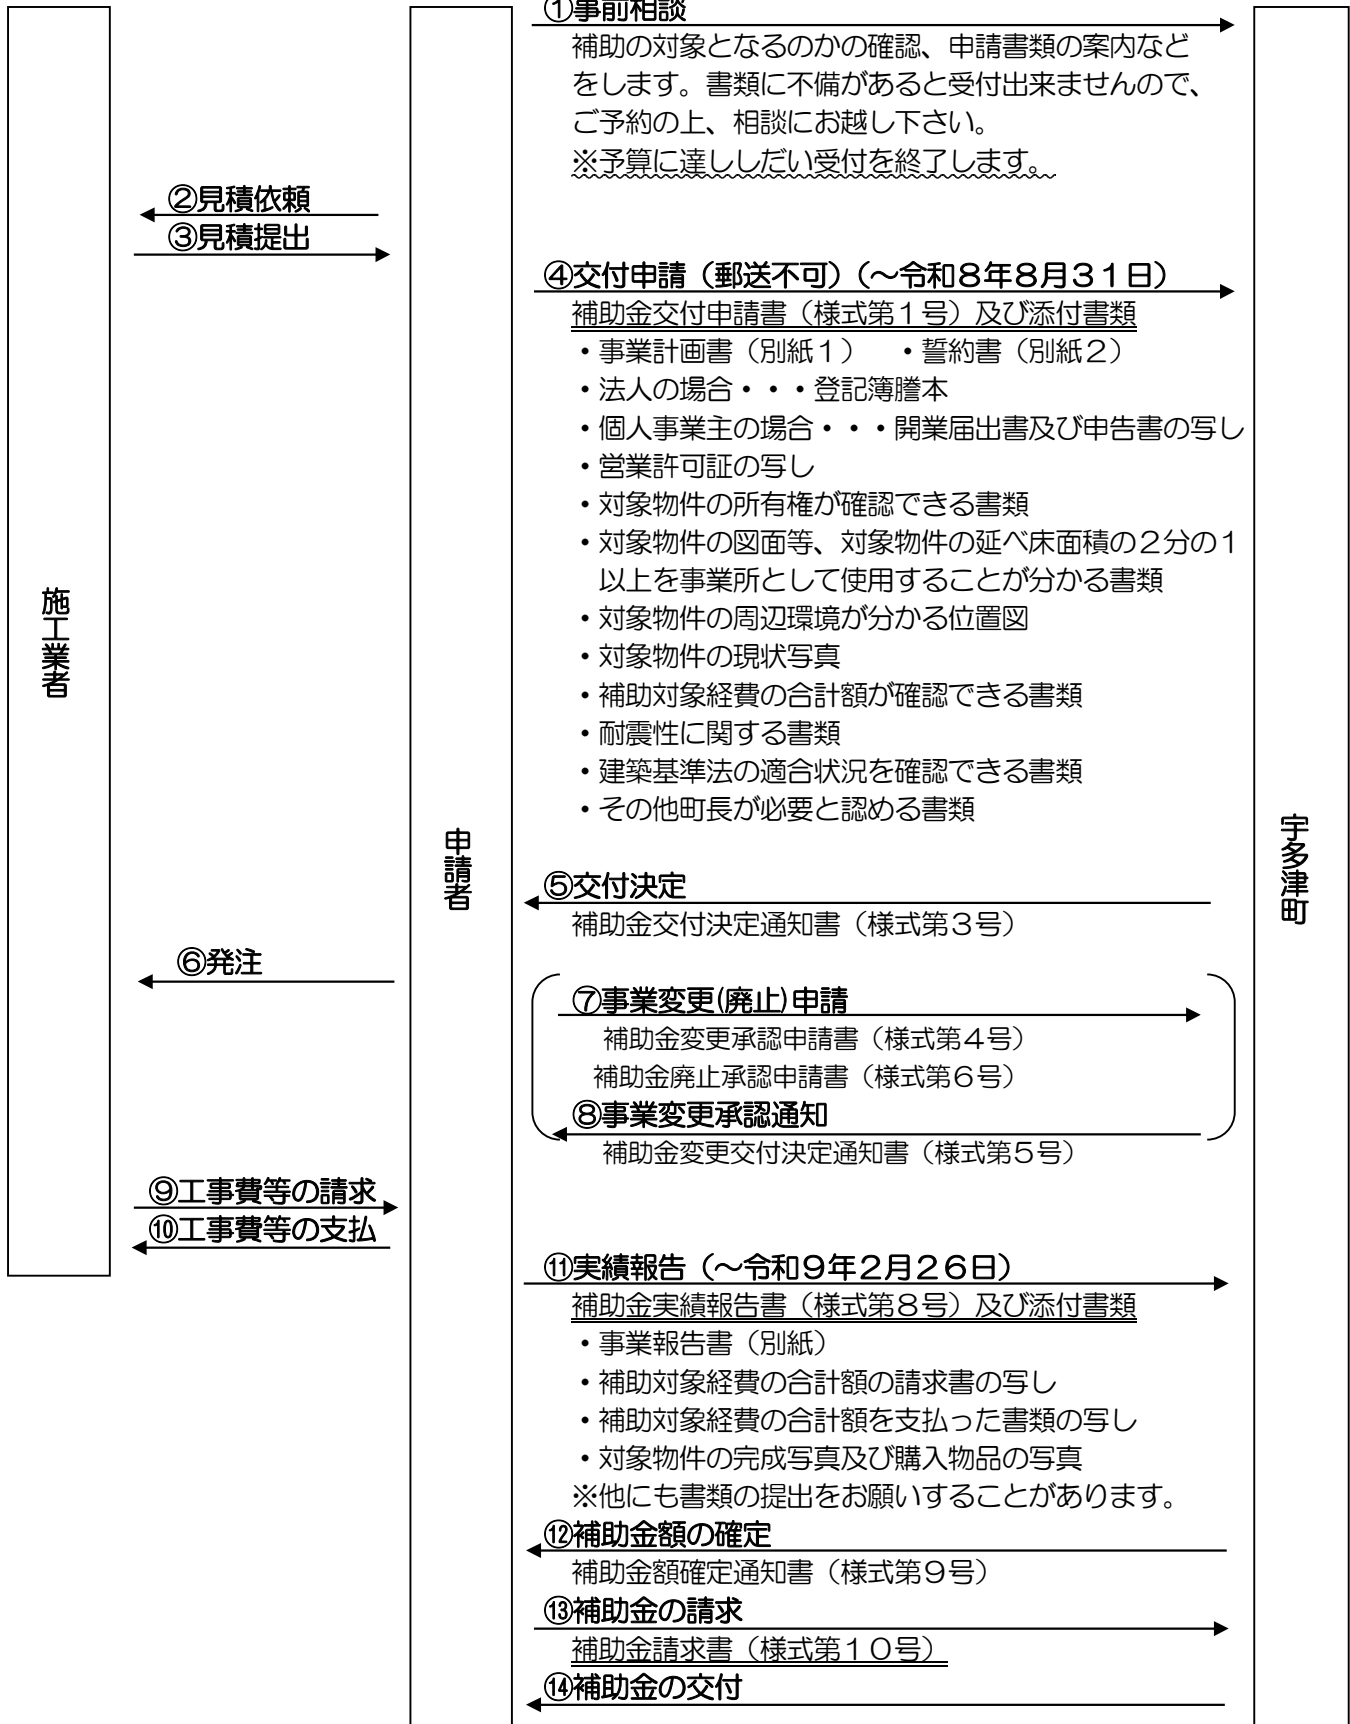 ①事前相談
補助の対象となるのかの確認、申請書類の案内など
をします。書類に不備があると受付出来ませんので、
ご予約の上、相談にお越し下さい。
※予算に達ししだい受付を終了します。
②見積依頼
③見積提出
④交付申請（郵送不可）（～令和８年８月３１日）
補助金交付申請書（様式第１号）及び添付書類
・事業計画書（別紙１）　・誓約書（別紙２）
・法人の場合・・・登記簿謄本
・個人事業主の場合・・・開業届出書及び申告書の写し
・営業許可証の写し
・対象物件の所有権が確認できる書類
・対象物件の図面等、対象物件の延べ床面積の２分の１
以上を事業所として使用することが分かる書類
・対象物件の周辺環境が分かる位置図
・対象物件の現状写真
・補助対象経費の合計額が確認できる書類
・耐震性に関する書類
・建築基準法の適合状況を確認できる書類
・その他町長が必要と認める書類
施工業者
申請者
宇多津町
⑤交付決定
補助金交付決定通知書（様式第３号）
⑥発注
⑦事業変更(廃止)申請
補助金変更承認申請書（様式第４号）
補助金廃止承認申請書（様式第６号）
⑧事業変更承認通知
補助金変更交付決定通知書（様式第５号）
⑨工事費等の請求
⑩工事費等の支払
⑪実績報告（～令和９年２月２６日）
補助金実績報告書（様式第８号）及び添付書類
・事業報告書（別紙）
・補助対象経費の合計額の請求書の写し
・補助対象経費の合計額を支払った書類の写し
・対象物件の完成写真及び購入物品の写真
※他にも書類の提出をお願いすることがあります。
⑫補助金額の確定
補助金額確定通知書（様式第９号）
⑬補助金の請求
補助金請求書（様式第１０号）
⑭補助金の交付